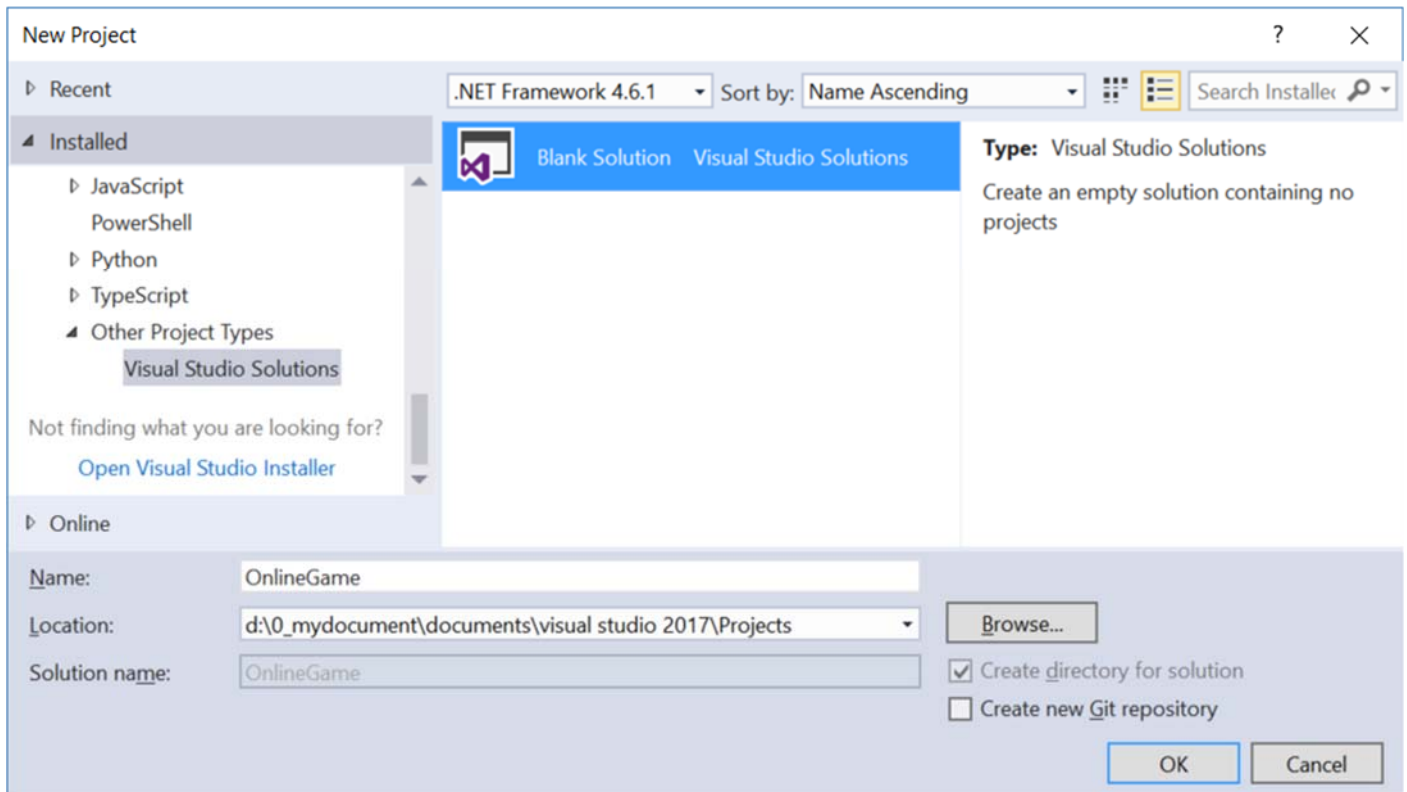 New Project
?
Recent
.NET Framework 4.6.1
Sort by:
Name Ascending
Search Installe
Installed
JavaScript
PowerShell
Python
TypeScript
Other Project Types
Visual Studio Solutions
Not finding what you are looking for?
Open Visual Studio Installer
Online
Blank Solution
Visual Studio Solutions
Type: Visual Studio Solutions
Create an empty solution containing no
projects
Name:
OnlineGame
Location:
d:\0_mydocument\documents\visual studio 2017\Projects
Browse...
Solution name:
OnlineGame
Create directory for solution
Create new Git repository
OK
Cancel